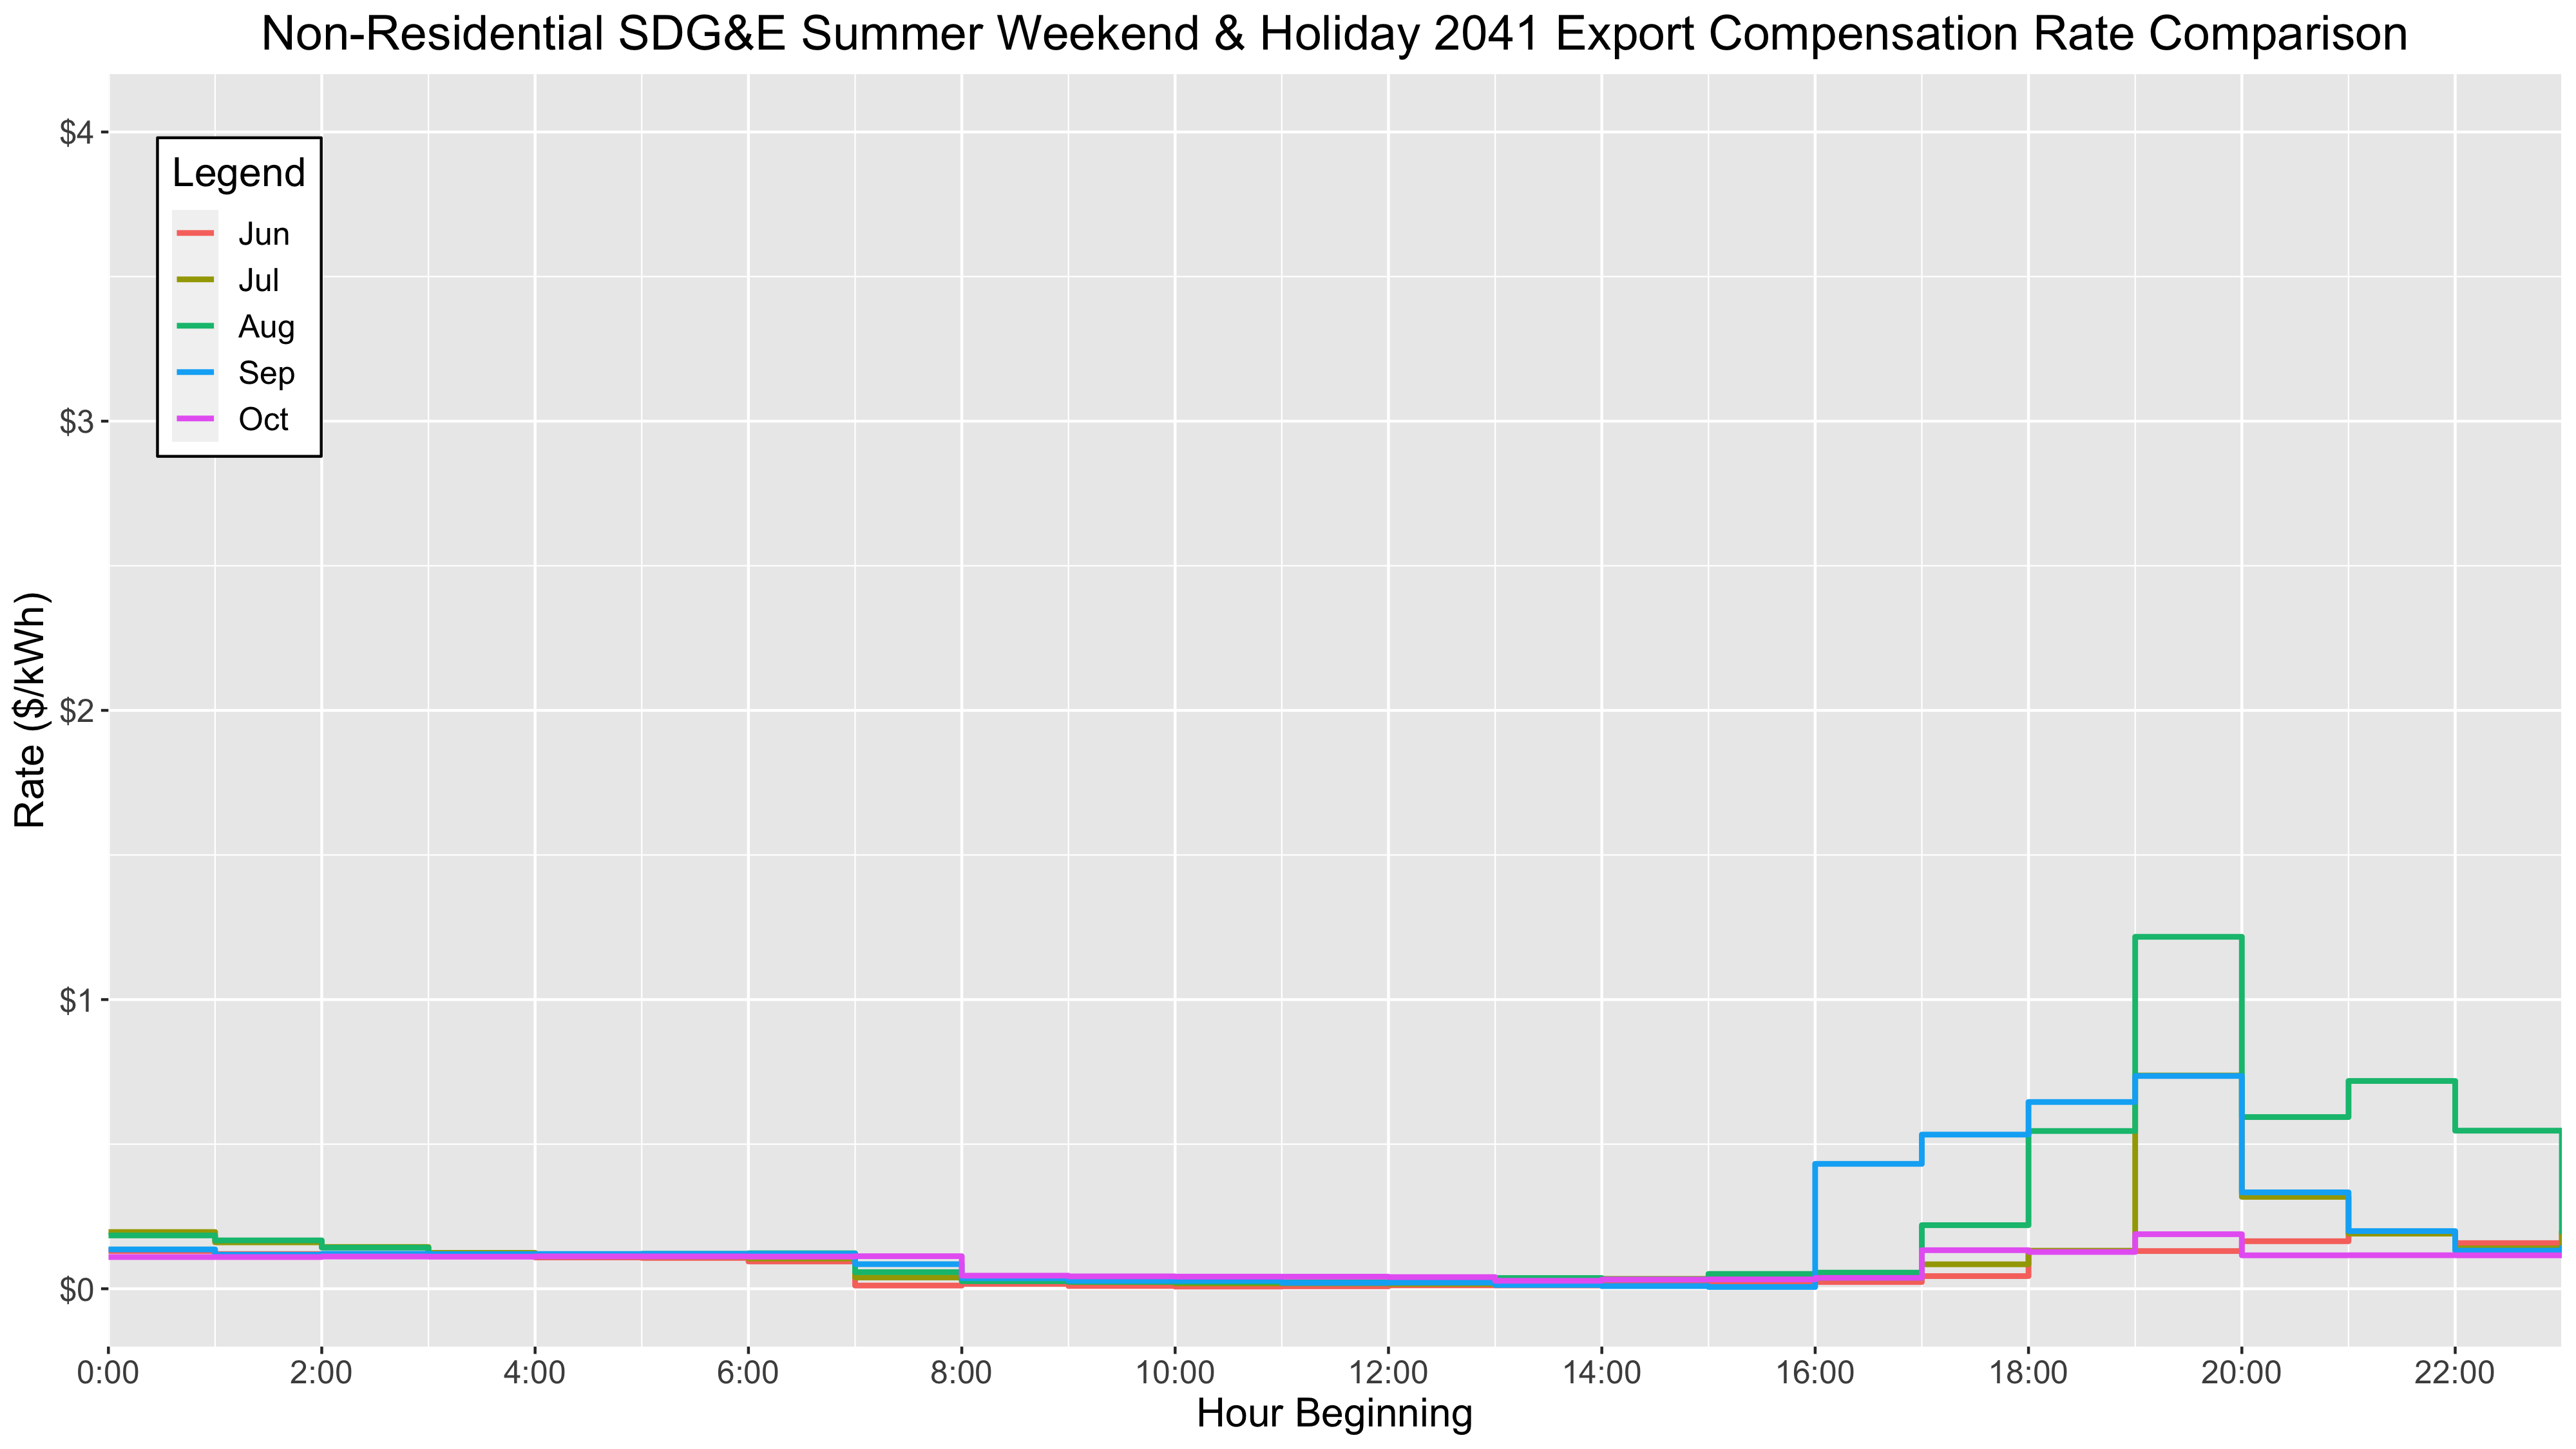 Non-Residential SDG&E Summer Weekend & Holiday 2041 Export Compensation Rate Comparison
$4
Legend
Jun
Jul
Aug
Sep
Oct
$3
Rate ($/kWh)
$2
$1
$0
0:00 2:00 4:00 6:00 8:00 10:00 12:00 14:00 16:00 18:00 20:00 22:00
Hour Beginning